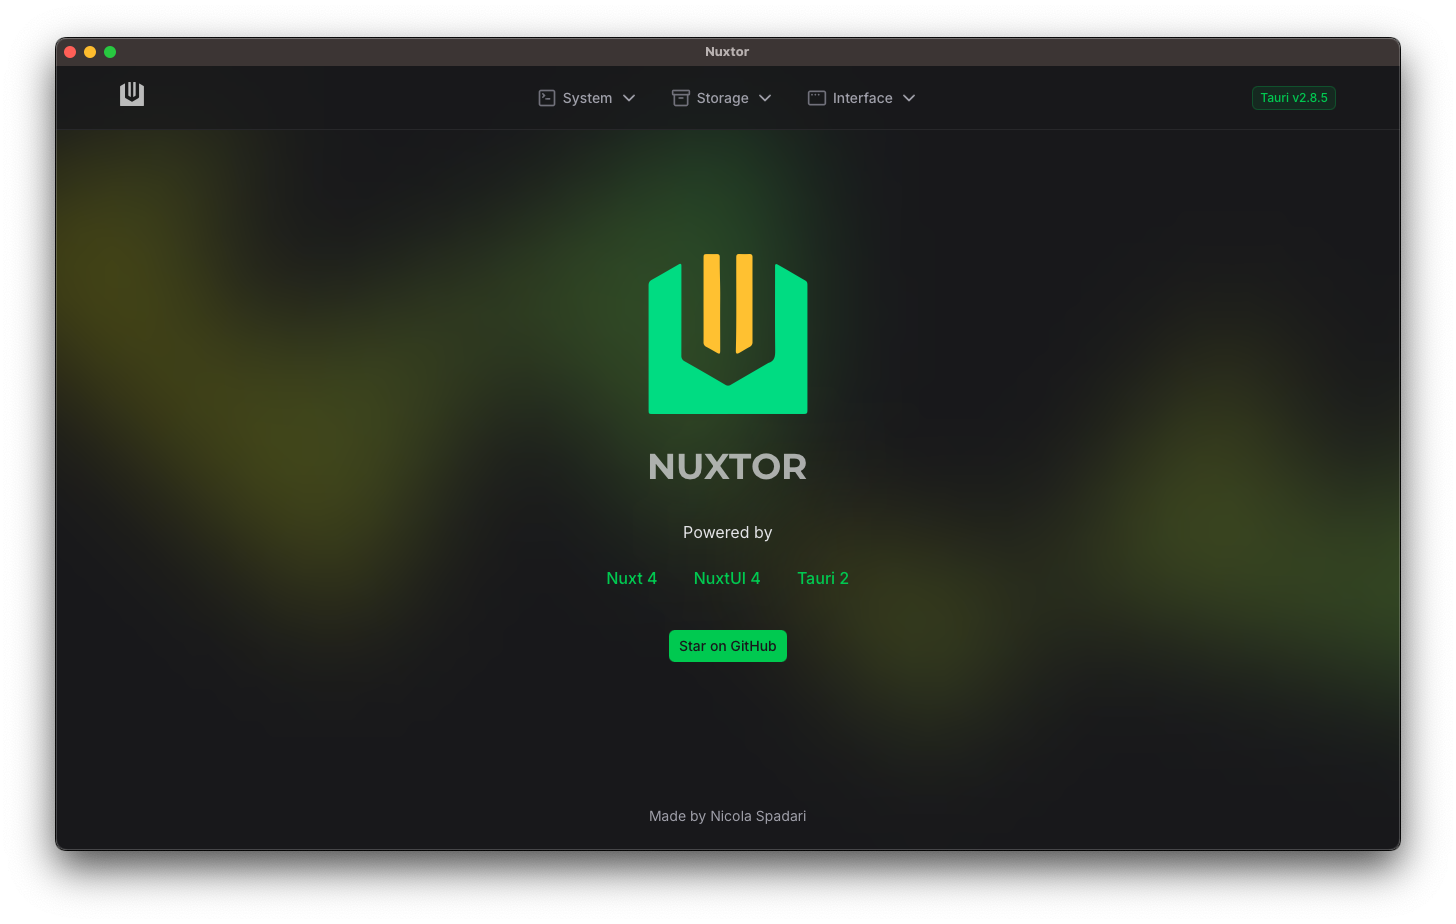 Nuxtor
System Storage Interface Tauri v2.8.5
NUXTOR
Powered by
Nuxt 4 NuxtUI 4 Tauri 2
Star on GitHub
Made by Nicola Spadari